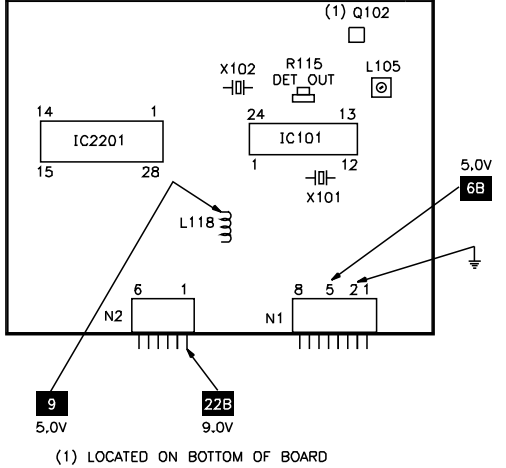 (1) Q102
X102
R115
DET OUT
L105
14 1
24 13
IC2201
IC101
15 28
1 12
5.0V
6B
X101
L118
6 1
8 5 2 1
N2
N1
9
22B
5.0V
9.0V
(1) LOCATED ON BOTTOM OF BOARD